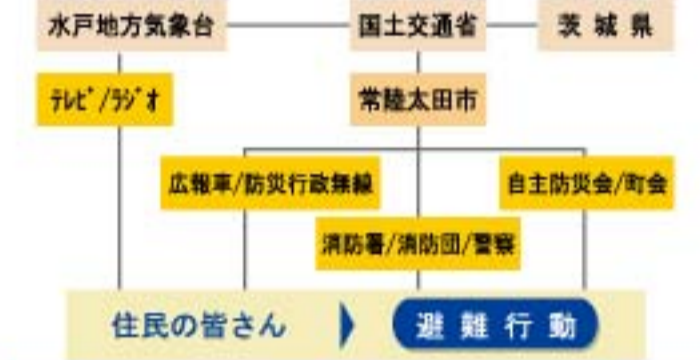 水戸地方気象台 国土交通省 茨城県
ﾃﾚﾋﾞ/ﾗｼﾞｵ 常陸太田市
広報車/防災行政無線 自主防災会/町会
消防署/消防団/警察
住民の皆さん 避難行動